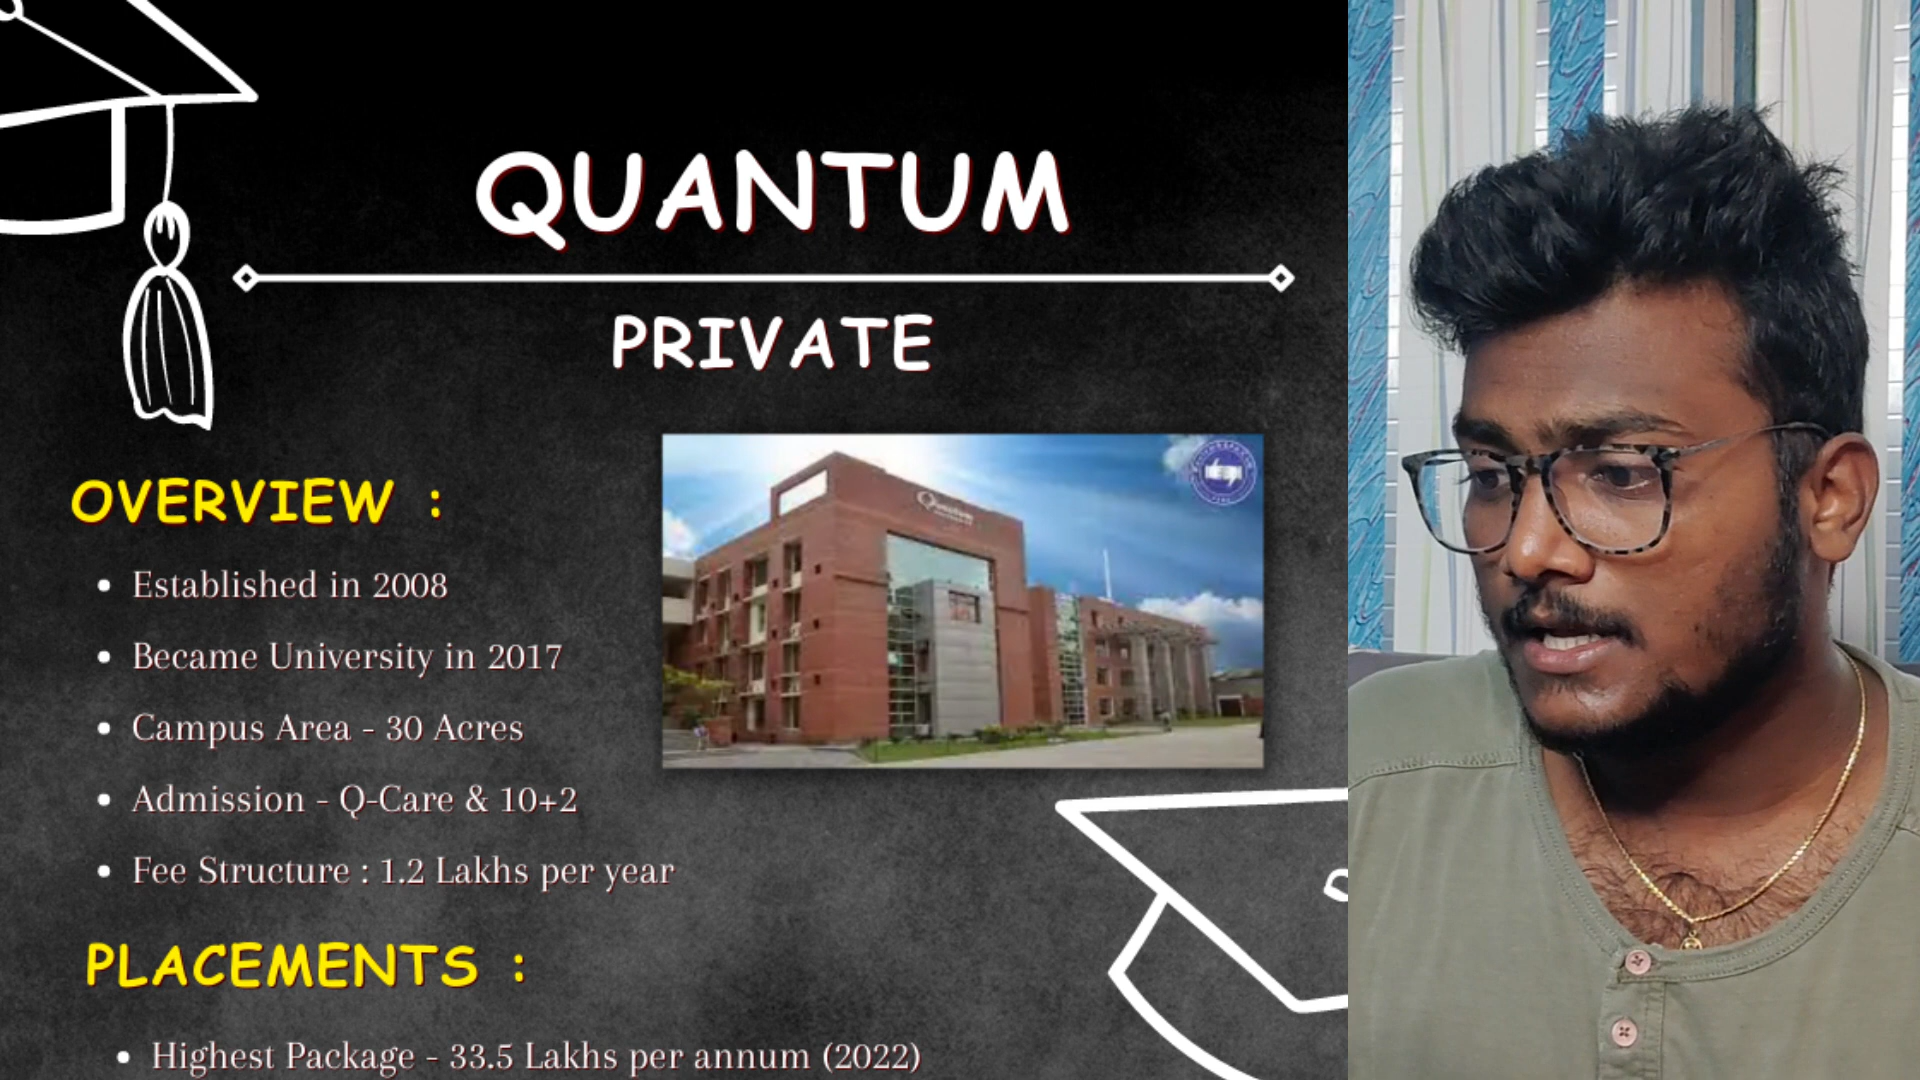 QUANTUM
PRIVATE
Quantum
OVERVIEW :
• Established in 2008
• Became University in 2017
• Campus Area - 30 Acres
• Admission - Q-Care & 10+2
• Fee Structure : 1.2 Lakhs per year
PLACEMENTS :
• Highest Package - 33.5 Lakhs per annum (2022)